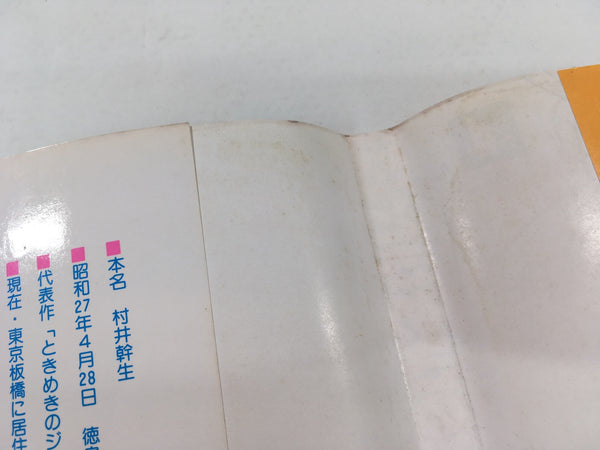 ■本名　村井幹生
■昭和27年4月28日　徳
■代表作「ときめきのジ
■現在・東京板橋に居住